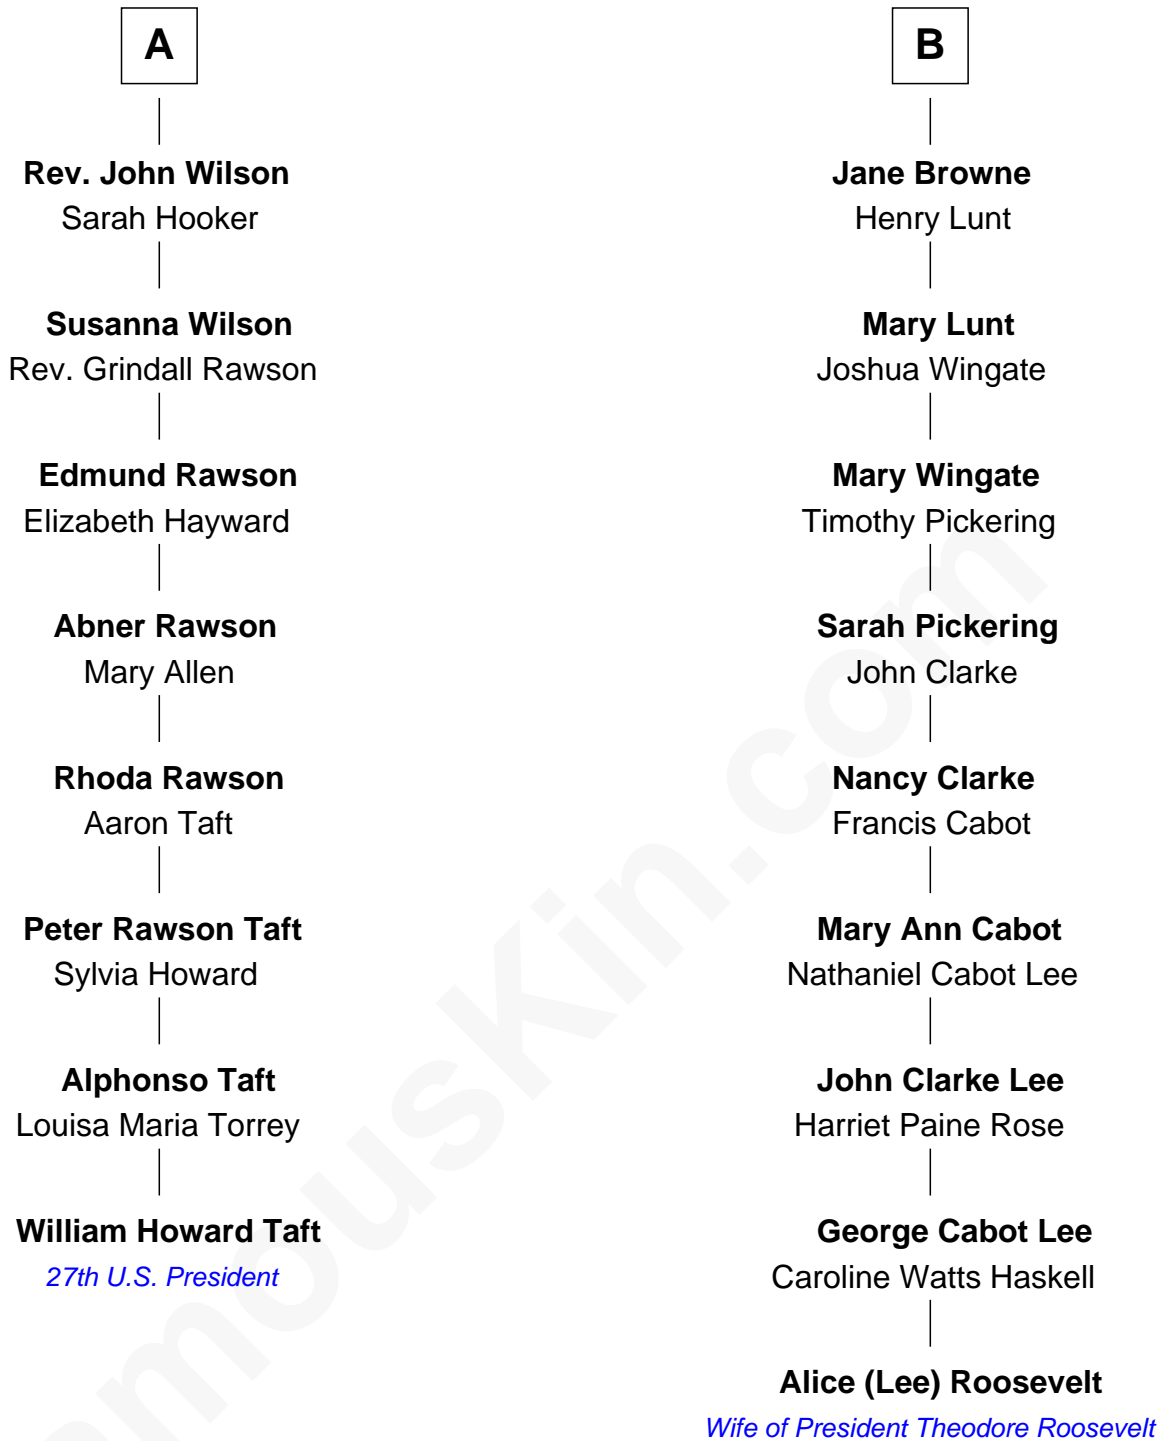 A
Rev. John Wilson
Sarah Hooker
Susanna Wilson
Rev. Grindall Rawson
Edmund Rawson
Elizabeth Hayward
Abner Rawson
Mary Allen
Rhoda Rawson
Aaron Taft
Peter Rawson Taft
Sylvia Howard
Alphonso Taft
Louisa Maria Torrey
William Howard Taft
27th U.S. President
B
Jane Browne
Henry Lunt
Mary Lunt
Joshua Wingate
Mary Wingate
Timothy Pickering
Sarah Pickering
John Clarke
Nancy Clarke
Francis Cabot
Mary Ann Cabot
Nathaniel Cabot Lee
John Clarke Lee
Harriet Paine Rose
George Cabot Lee
Caroline Watts Haskell
Alice (Lee) Roosevelt
Wife of President Theodore Roosevelt
amouskin.com